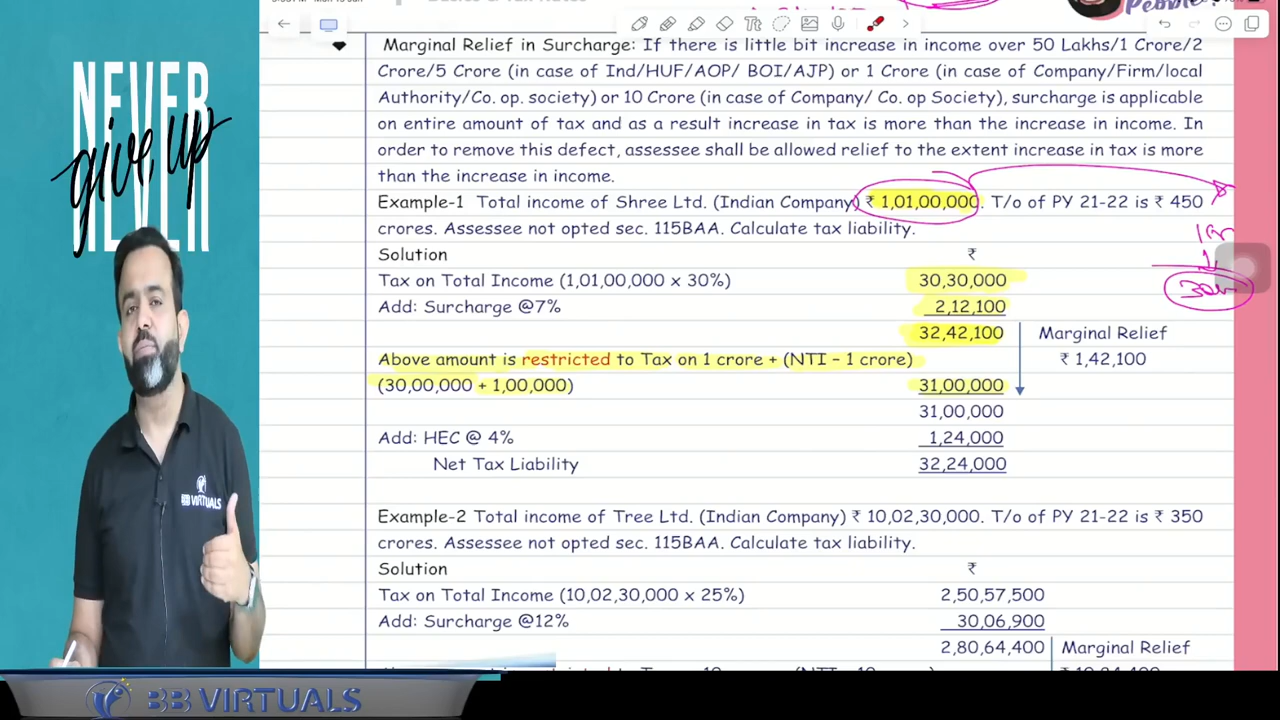 NEVER
give up
NEVER
People
Marginal Relief in Surcharge: If there is little bit increase in income over 50 Lakhs/1 Crore/2
Crore/5 Crore (in case of Ind/HUF/AOP/ BOI/AJP) or 1 Crore (in case of Company/Firm/local
Authority/Co. op. society) or 10 Crore (in case of Company/ Co. op Society), surcharge is applicable
on entire amount of tax and as a result increase in tax is more than the increase in income. In
order to remove this defect, assessee shall be allowed relief to the extent increase in tax is more
than the increase in income.
Example-1 Total income of Shree Ltd. (Indian Company) ₹ 1,01,00,000. T/o of PY 21-22 is ₹ 450
crores. Assessee not opted sec. 115BAA. Calculate tax liability.
Solution ₹
Tax on Total Income (1,01,00,000 x 30%) 30,30,000
Add: Surcharge @7% 2,12,100
32,42,100 Marginal Relief
Above amount is restricted to Tax on 1 crore + (NTI – 1 crore) ₹ 1,42,100
(30,00,000 + 1,00,000) 31,00,000
31,00,000
Add: HEC @ 4% 1,24,000
Net Tax Liability 32,24,000
Example-2 Total income of Tree Ltd. (Indian Company) ₹ 10,02,30,000. T/o of PY 21-22 is ₹ 350
crores. Assessee not opted sec. 115BAA. Calculate tax liability.
Solution ₹
Tax on Total Income (10,02,30,000 x 25%) 2,50,57,500
Add: Surcharge @12% 30,06,900
2,80,64,400 Marginal Relief
BB VIRTUALS
BB VIRTUALS